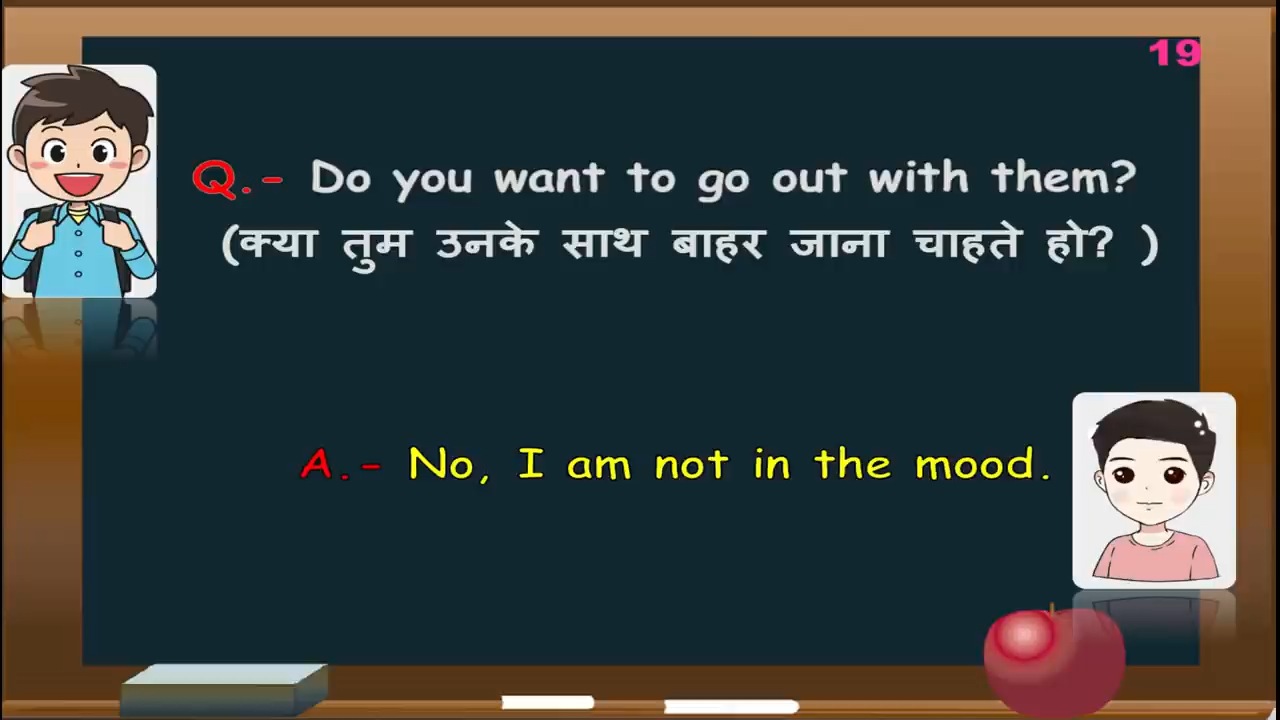 19
Q.- Do you want to go out with them?
(क्या तुम उनके साथ बाहर जाना चाहते हो? )
A.- No, I am not in the mood.